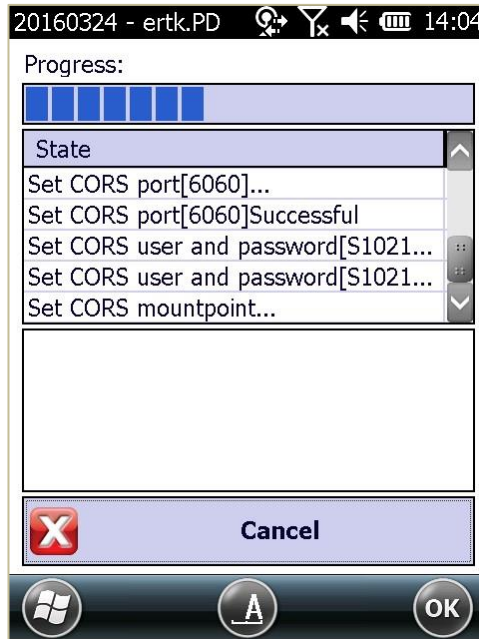 20160324 - ertk.PD 14:04
Progress:
State
Set CORS port[6060]...
Set CORS port[6060]Successful
Set CORS user and password[S1021...
Set CORS user and password[S1021...
Set CORS mountpoint...
Cancel
A
OK